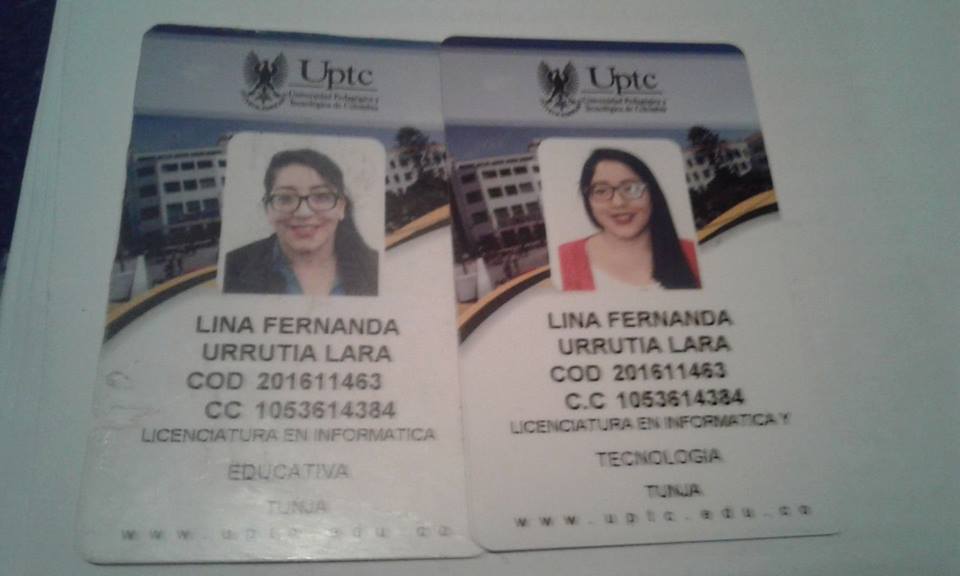 Uptc
Universidad Pedagógica y
Tecnológica de Colombia
LINA FERNANDA
URRUTIA LARA
COD 201611463
CC 1053614384
LICENCIATURA EN INFORMATICA
EDUCATIVA
TUNJA
www.uptc.edu.co
Uptc
Universidad Pedagógica y
Tecnológica de Colombia
LINA FERNANDA
URRUTIA LARA
COD 201611463
C.C 1053614384
LICENCIATURA EN INFORMATICA Y
TECNOLOGIA
TUNJA
www.uptc.edu.co